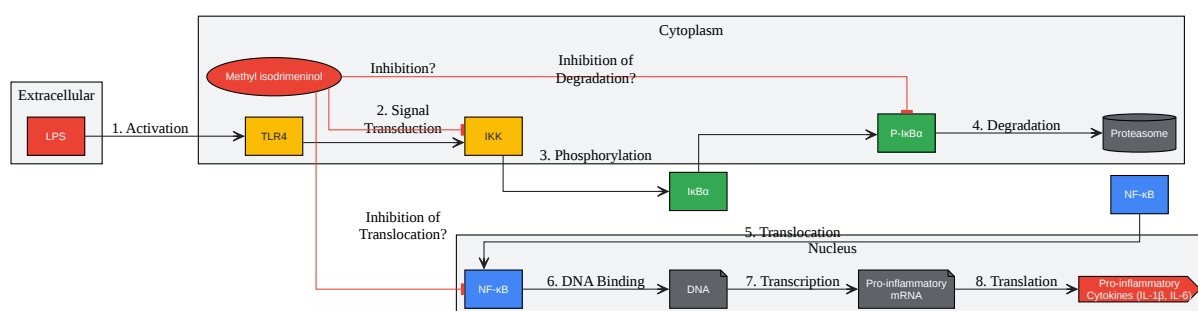 Cytoplasm
Inhibition of
Degradation?
Inhibition?
Methyl isodrimeninol
Extracellular
LPS
1. Activation
TLR4
2. Signal
Transduction
IKK
P-IκBα
4. Degradation
Proteasome
3. Phosphorylation
IκBα
NF-κB
Inhibition of
Translocation?
5. Translocation
Nucleus
NF-κB
6. DNA Binding
DNA
7. Transcription
Pro-inflammatory
mRNA
8. Translation
Pro-inflammatory
Cytokines (IL-1β, IL-6)